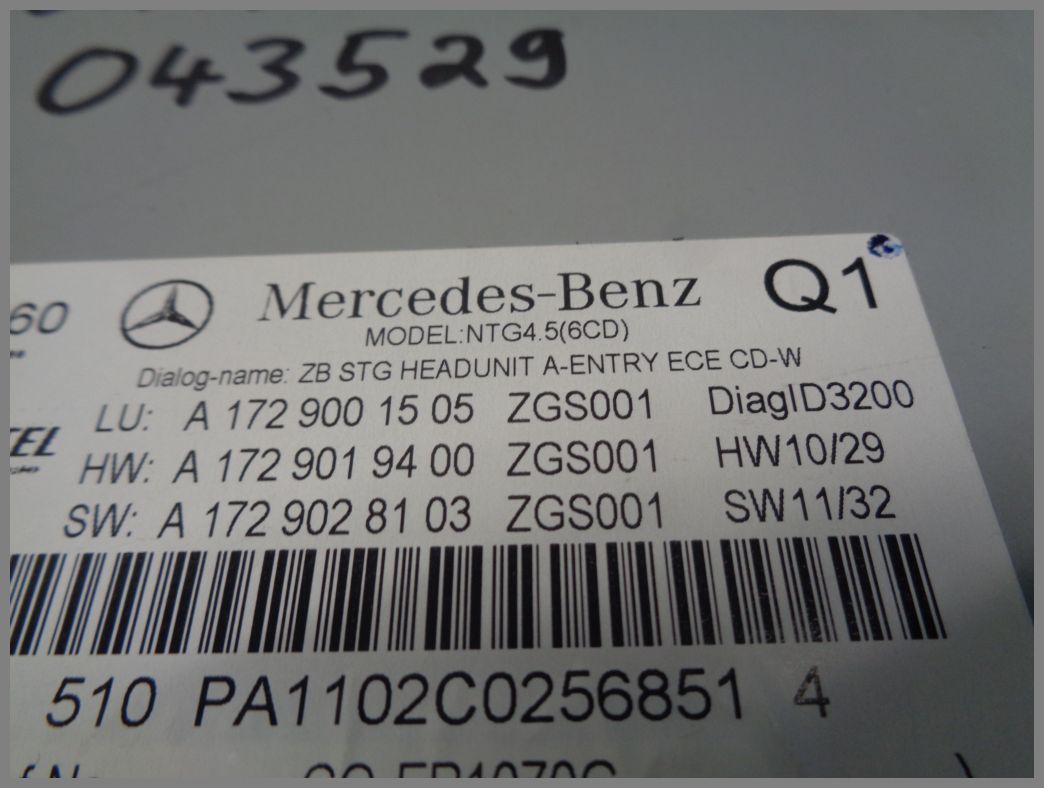 043529
60
Mercedes-Benz Q1
MODEL:NTG4.5(6CD)
Dialog-name: ZB STG HEADUNIT A-ENTRY ECE CD-W
LU: A 172 900 15 05 ZGS001 DiagID3200
HW: A 172 901 94 00 ZGS001 HW10/29
SW: A 172 902 81 03 ZGS001 SW11/32
510 PA1102C0256851 4